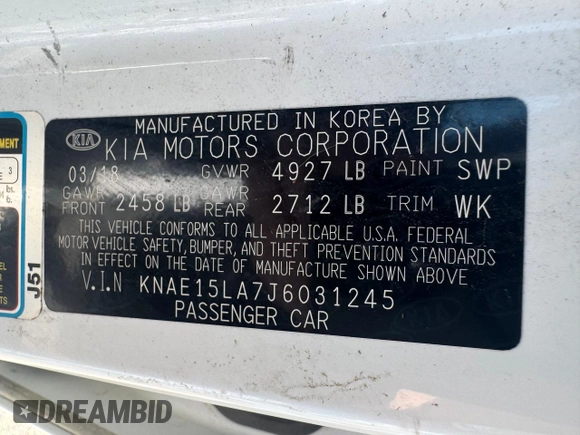 MANUFACTURED IN KOREA BY
KIA KIA MOTORS CORPORATION
03/18 GVWR 4927 LB PAINT SWP
GAWR GAWR
FRONT 2458 LB REAR 2712 LB TRIM WK
THIS VEHICLE CONFORMS TO ALL APPLICABLE U.S.A. FEDERAL
MOTOR VEHICLE SAFETY, BUMPER, AND THEFT PREVENTION STANDARDS
IN EFFECT ON THE DATE OF MANUFACTURE SHOWN ABOVE
V.I.N KNAE15LA7J6031245
PASSENGER CAR
J51
3
DREAMBID